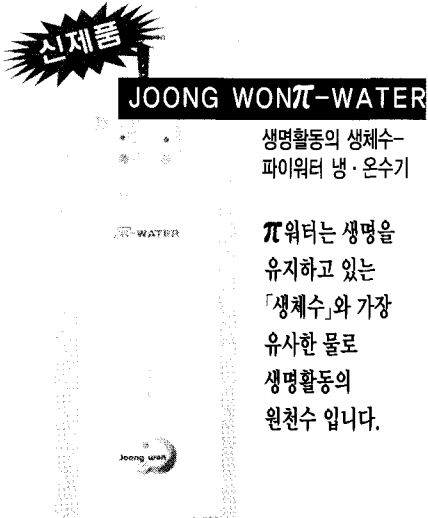 신제품
JOONG WONπ-WATER
생명활동의 생체수-
파이워터 냉·온수기
π-WATER
π워터는 생명을
유지하고 있는
「생체수」와 가장
유사한 물로
생명활동의
원천수 입니다.
Joong won